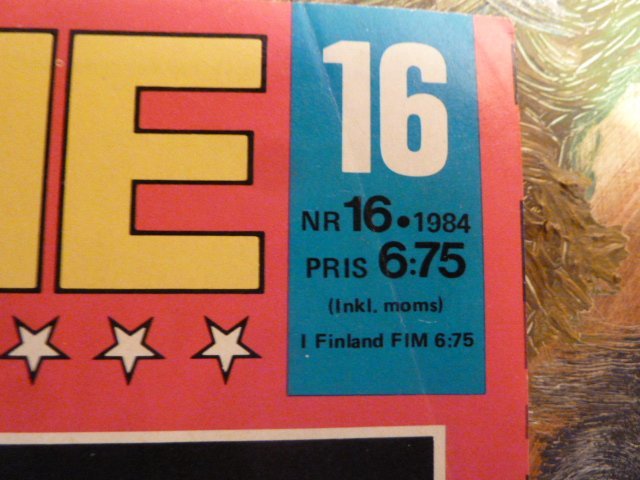 E
16
NR 16•1984
PRIS 6:75
(Inkl. moms)
I Finland FIM 6:75